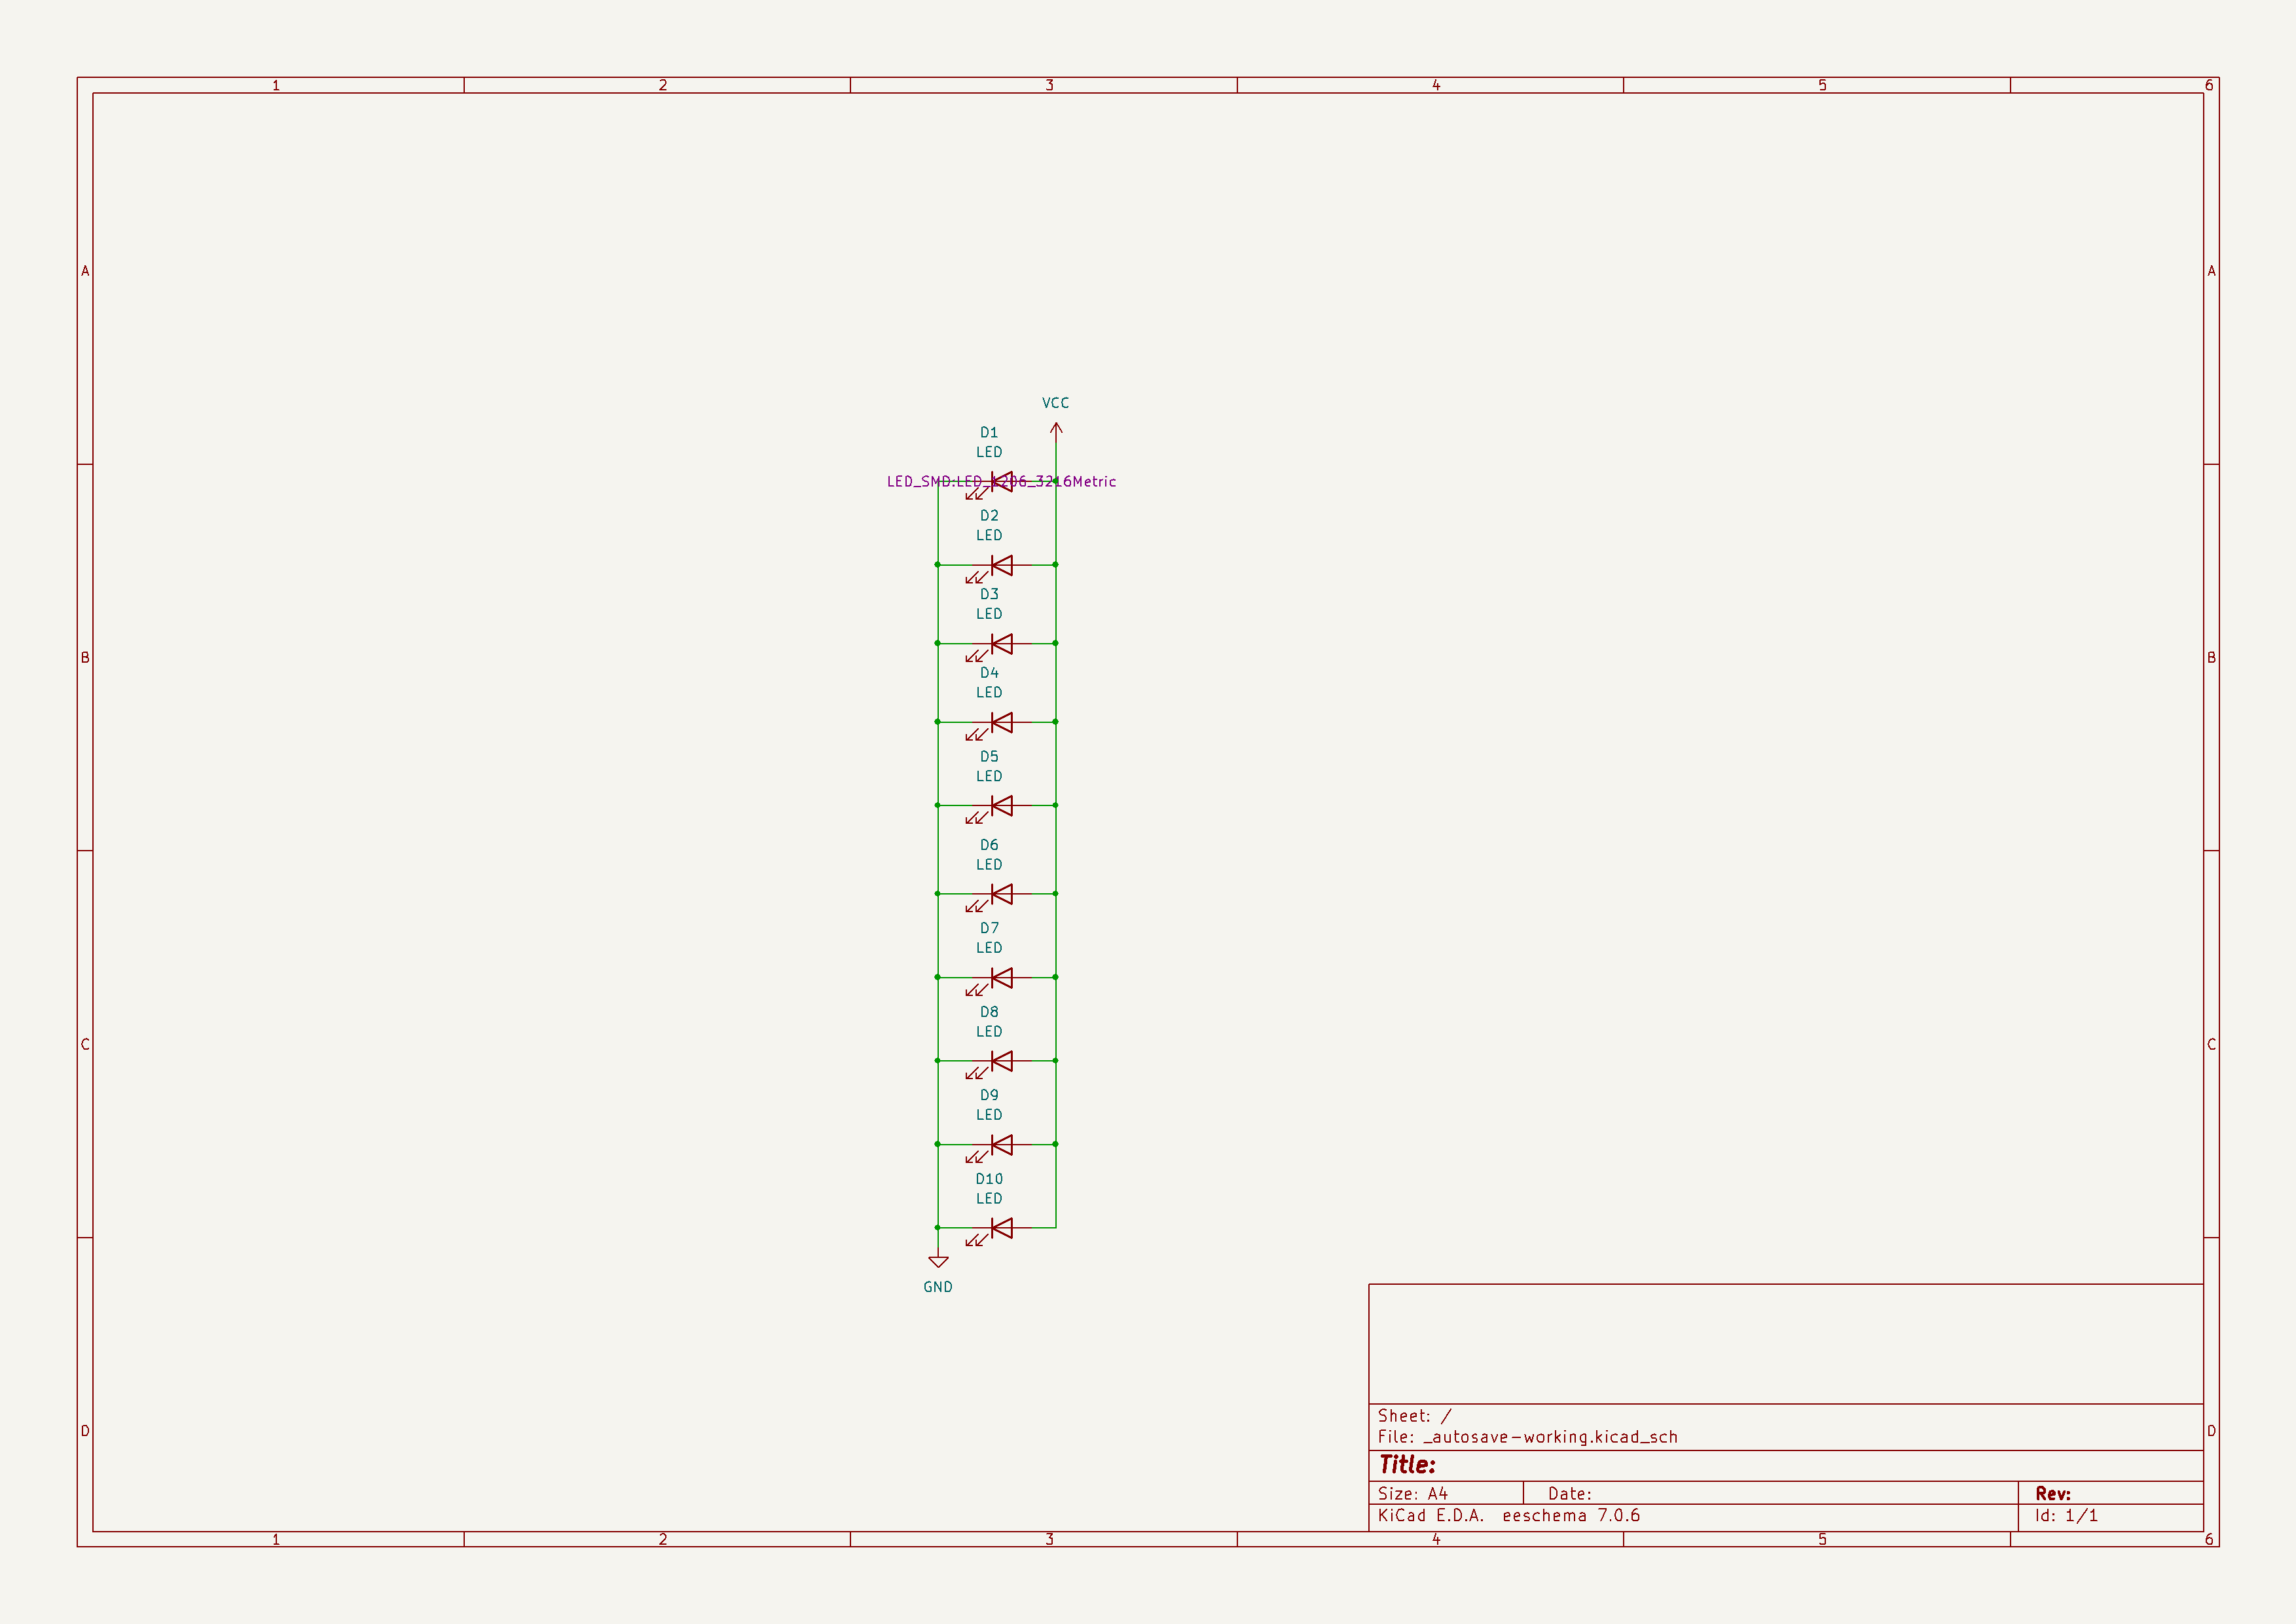 1 2 3 4 5 6
A A
VCC
D1
LED
LED_SMD:LED_1206_3216Metric
D2
LED
D3
LED
B B
D4
LED
D5
LED
D6
LED
D7
LED
D8
LED
C C
D9
LED
D10
LED
GND
Sheet: /
D D
File: _autosave-working.kicad_sch
Title:
Size: A4 Date: Rev:
KiCad E.D.A. eeschema 7.0.6 Id: 1/1
1 2 3 4 5 6